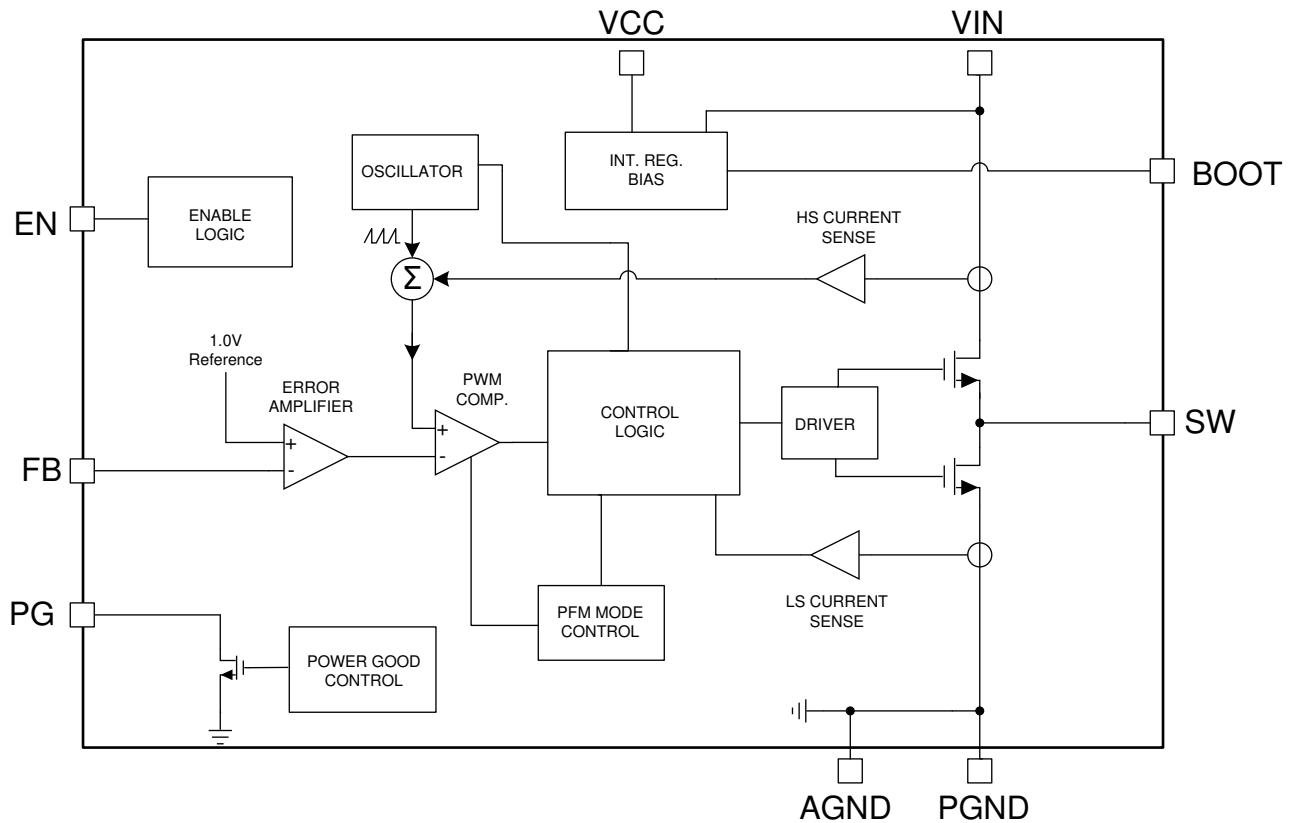 VCC
VIN
OSCILLATOR
INT. REG.
BIAS
BOOT
EN
ENABLE
LOGIC
HS CURRENT
SENSE
Σ
1.0V
Reference
ERROR
AMPLIFIER
PWM
COMP.
CONTROL
LOGIC
DRIVER
SW
+
-
+
-
FB
PG
PFM MODE
CONTROL
LS CURRENT
SENSE
POWER GOOD
CONTROL
AGND
PGND